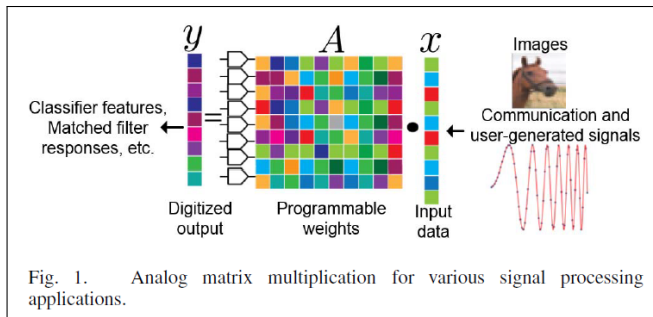 y
A
x
Images
Classifier features,
Matched filter
responses, etc.
=
Communication and
user-generated signals
Digitized
output
Programmable
weights
Input
data
Fig. 1. Analog matrix multiplication for various signal processing
applications.